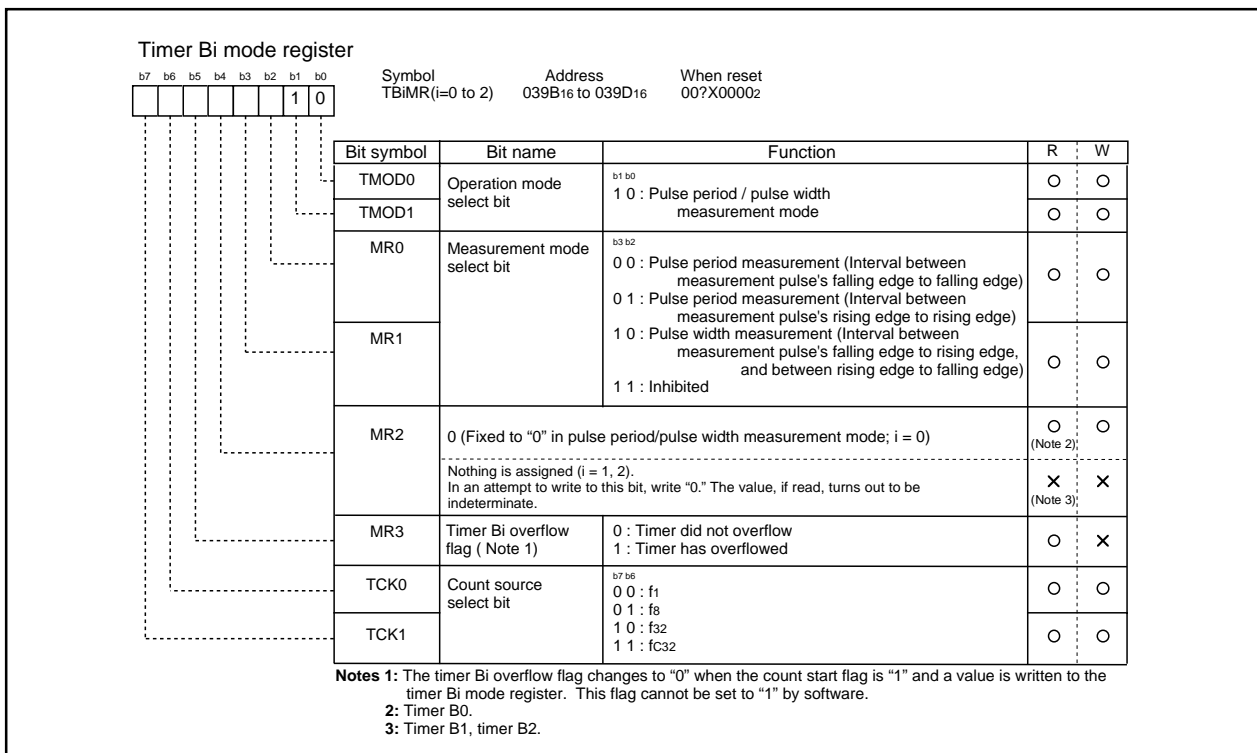 Timer Bi mode register
b7 b6 b5 b4 b3 b2 b1 b0
1 0
Symbol Address When reset
TBiMR(i=0 to 2) 039B16 to 039D16 00?X00002
Bit symbol Bit name Function R W
TMOD0
TMOD1
Operation mode
select bit
b1 b0
1 0 : Pulse period / pulse width
measurement mode
MR0
MR1
Measurement mode
select bit
b3 b2
0 0 : Pulse period measurement (Interval between
measurement pulse's falling edge to falling edge)
0 1 : Pulse period measurement (Interval between
measurement pulse's rising edge to rising edge)
1 0 : Pulse width measurement (Interval between
measurement pulse's falling edge to rising edge,
and between rising edge to falling edge)
1 1 : Inhibited
MR2
0 (Fixed to “0” in pulse period/pulse width measurement mode; i = 0)
(Note 2)
Nothing is assigned (i = 1, 2).
In an attempt to write to this bit, write “0.” The value, if read, turns out to be
indeterminate.
(Note 3)
MR3
Timer Bi overflow
flag ( Note 1)
0 : Timer did not overflow
1 : Timer has overflowed
TCK0
TCK1
Count source
select bit
b7 b6
0 0 : f1
0 1 : f8
1 0 : f32
1 1 : fC32
Notes 1: The timer Bi overflow flag changes to “0” when the count start flag is “1” and a value is written to the
timer Bi mode register. This flag cannot be set to “1” by software.
2: Timer B0.
3: Timer B1, timer B2.